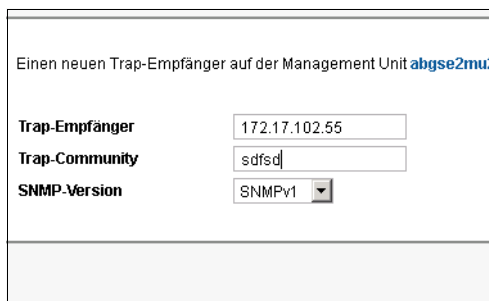 Einen neuen Trap-Empfänger auf der Management Unit abgse2mu
Trap-Empfänger 172.17.102.55
Trap-Community sdfsd
SNMP-Version SNMPv1